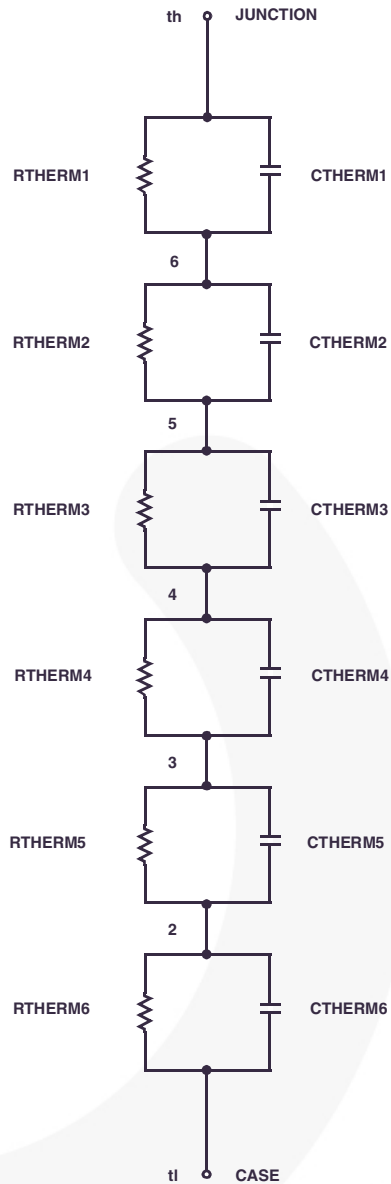 th JUNCTION
RTHERM1 CTHERM1
6
RTHERM2 CTHERM2
5
RTHERM3 CTHERM3
4
RTHERM4 CTHERM4
3
RTHERM5 CTHERM5
2
RTHERM6 CTHERM6
tl CASE